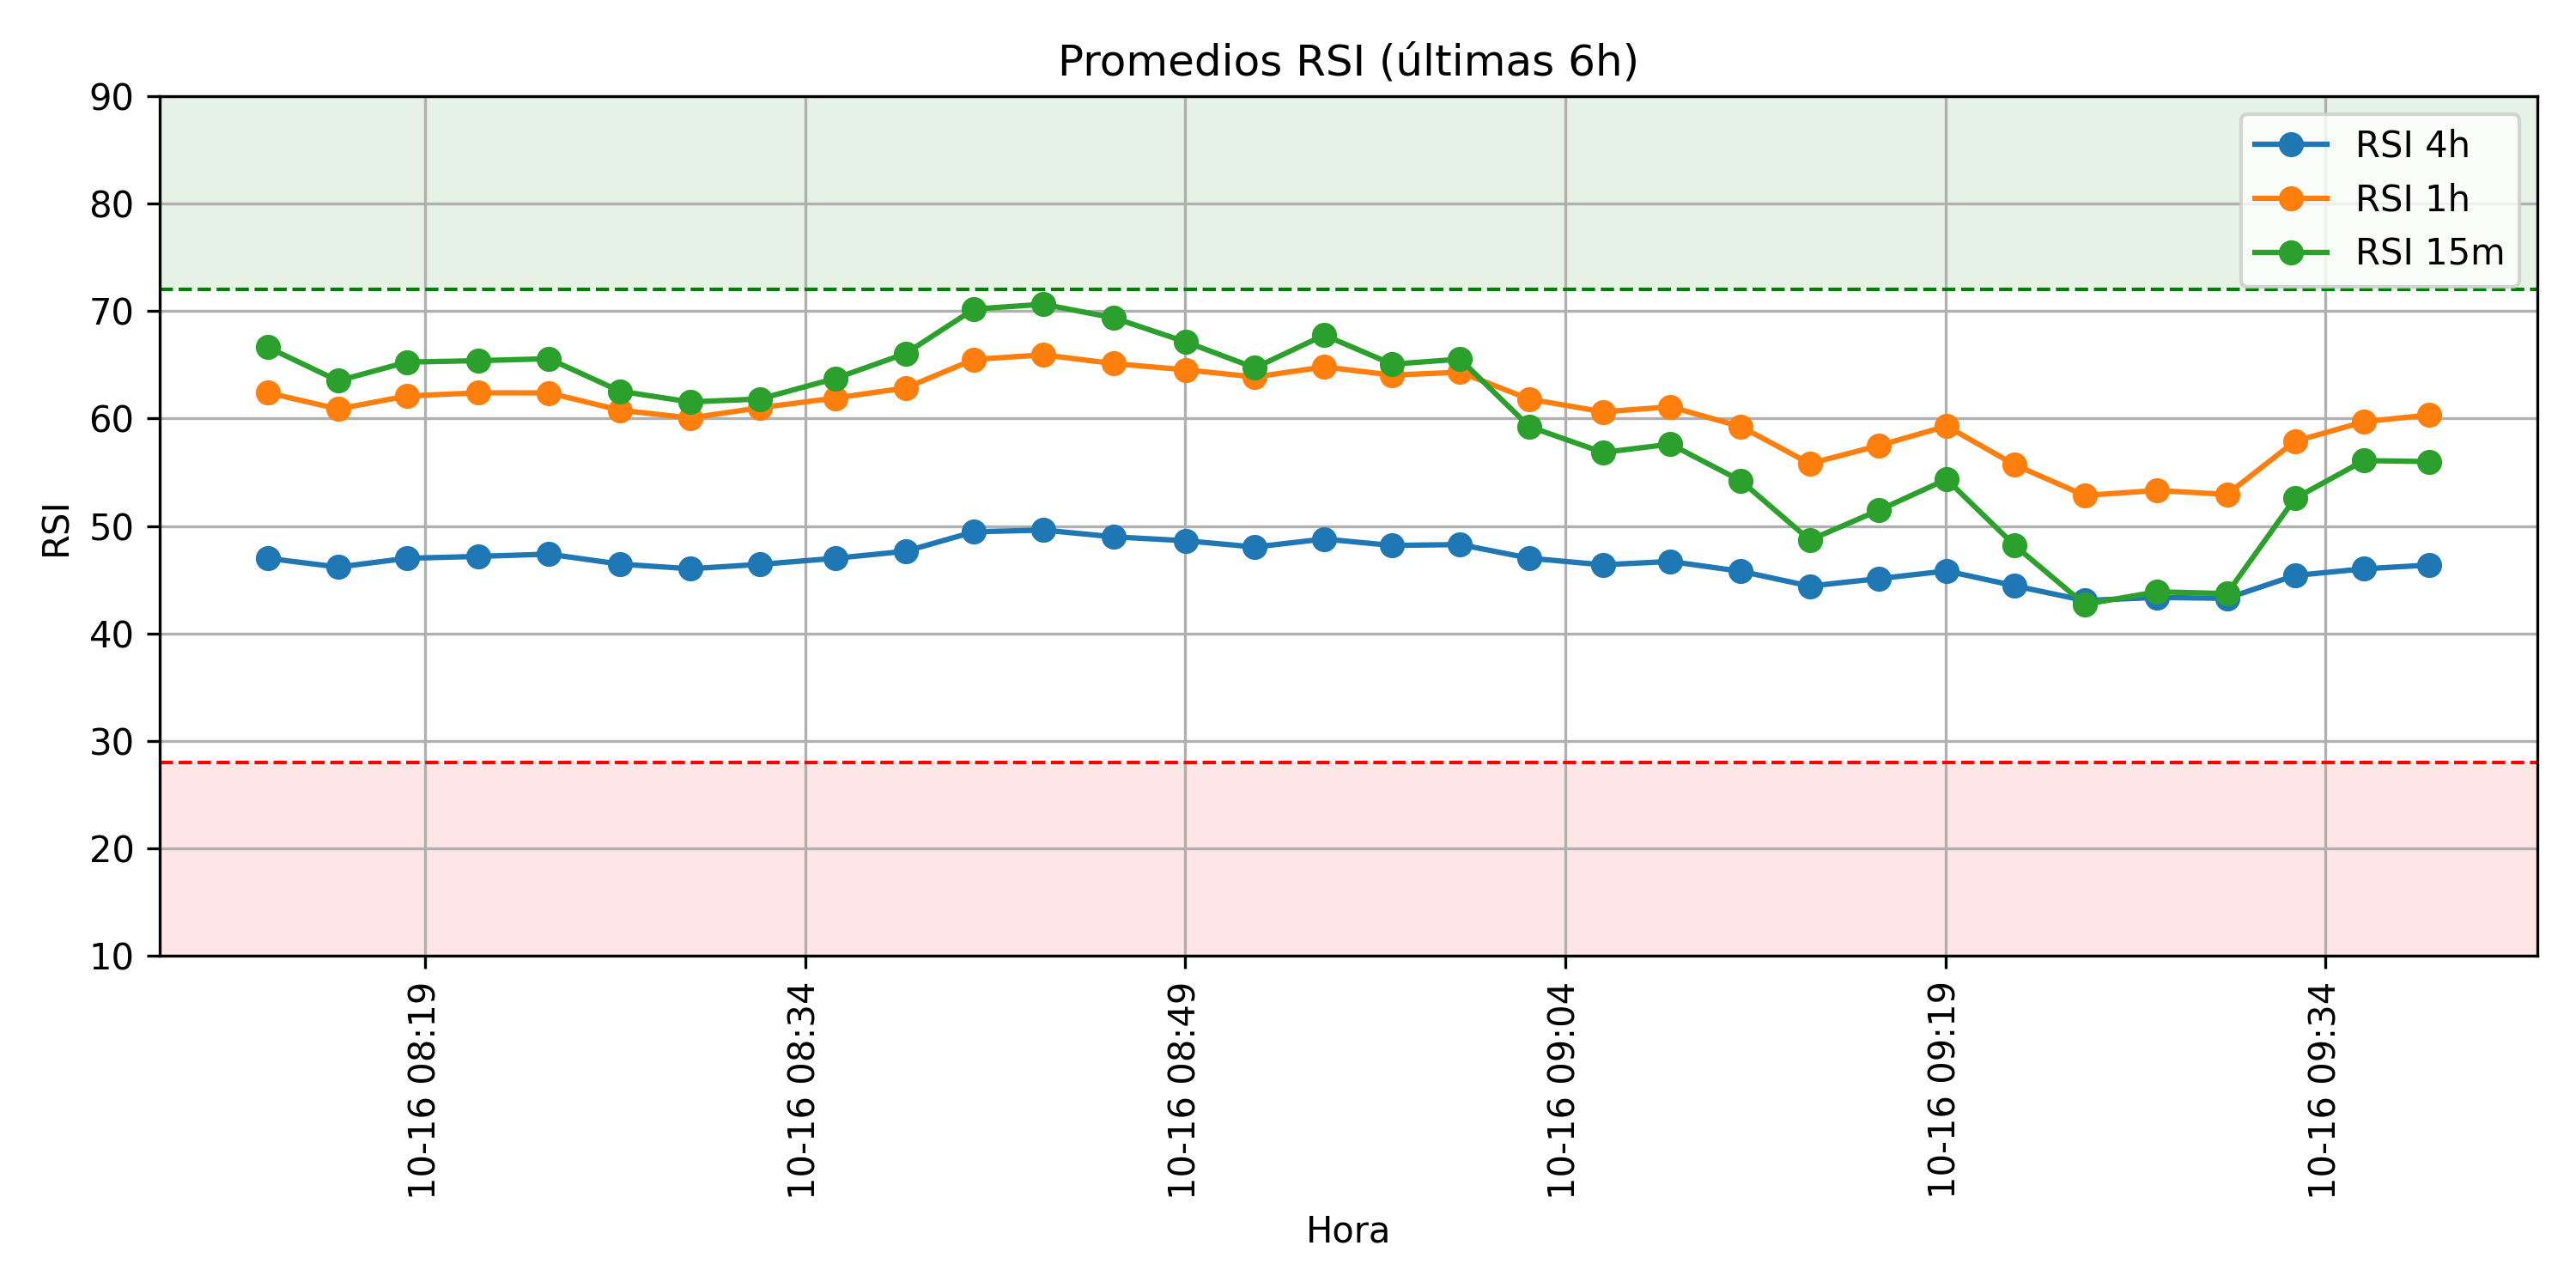 Promedios RSI (últimas 6h)
90
80
70
60
50
40
30
20
10
RSI
RSI 4h
RSI 1h
RSI 15m
10-16 08:19
10-16 08:34
10-16 08:49
10-16 09:04
10-16 09:19
10-16 09:34
Hora